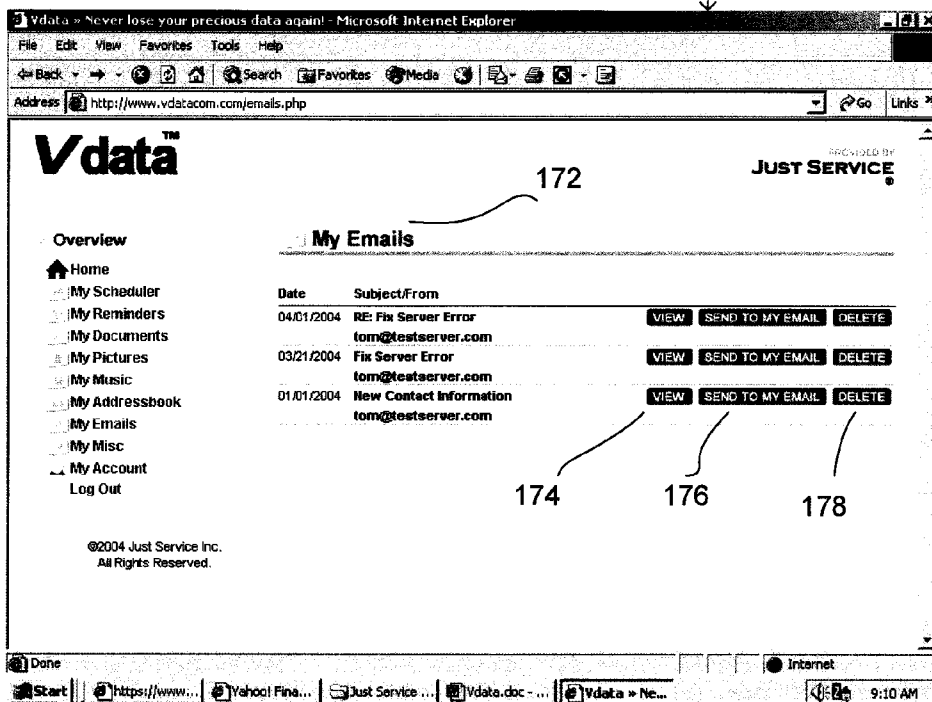 Vdata » Never lose your precious data again! - Microsoft Internet Explorer
File Edit View Favorites Tools Help
Back Search Favorites Media
Address http://www.vdatacom.com/emails.php Go Links »
Vdata™
PROVIDED BY
JUST SERVICE®
172
Overview
My Emails
Home
My Scheduler
My Reminders
My Documents
My Pictures
My Music
My Addressbook
My Emails
My Misc
My Account
Log Out
Date Subject/From
04/01/2004 RE: Fix Server Error VIEW SEND TO MY EMAIL DELETE
tom@testserver.com
03/21/2004 Fix Server Error VIEW SEND TO MY EMAIL DELETE
tom@testserver.com
01/01/2004 New Contact Information VIEW SEND TO MY EMAIL DELETE
tom@testserver.com
174 176 178
©2004 Just Service Inc.
All Rights Reserved.
Done Internet
Start https://www... Yahoo! Fina... Just Service ... Vdata.doc - ... Vdata » Ne... 9:10 AM